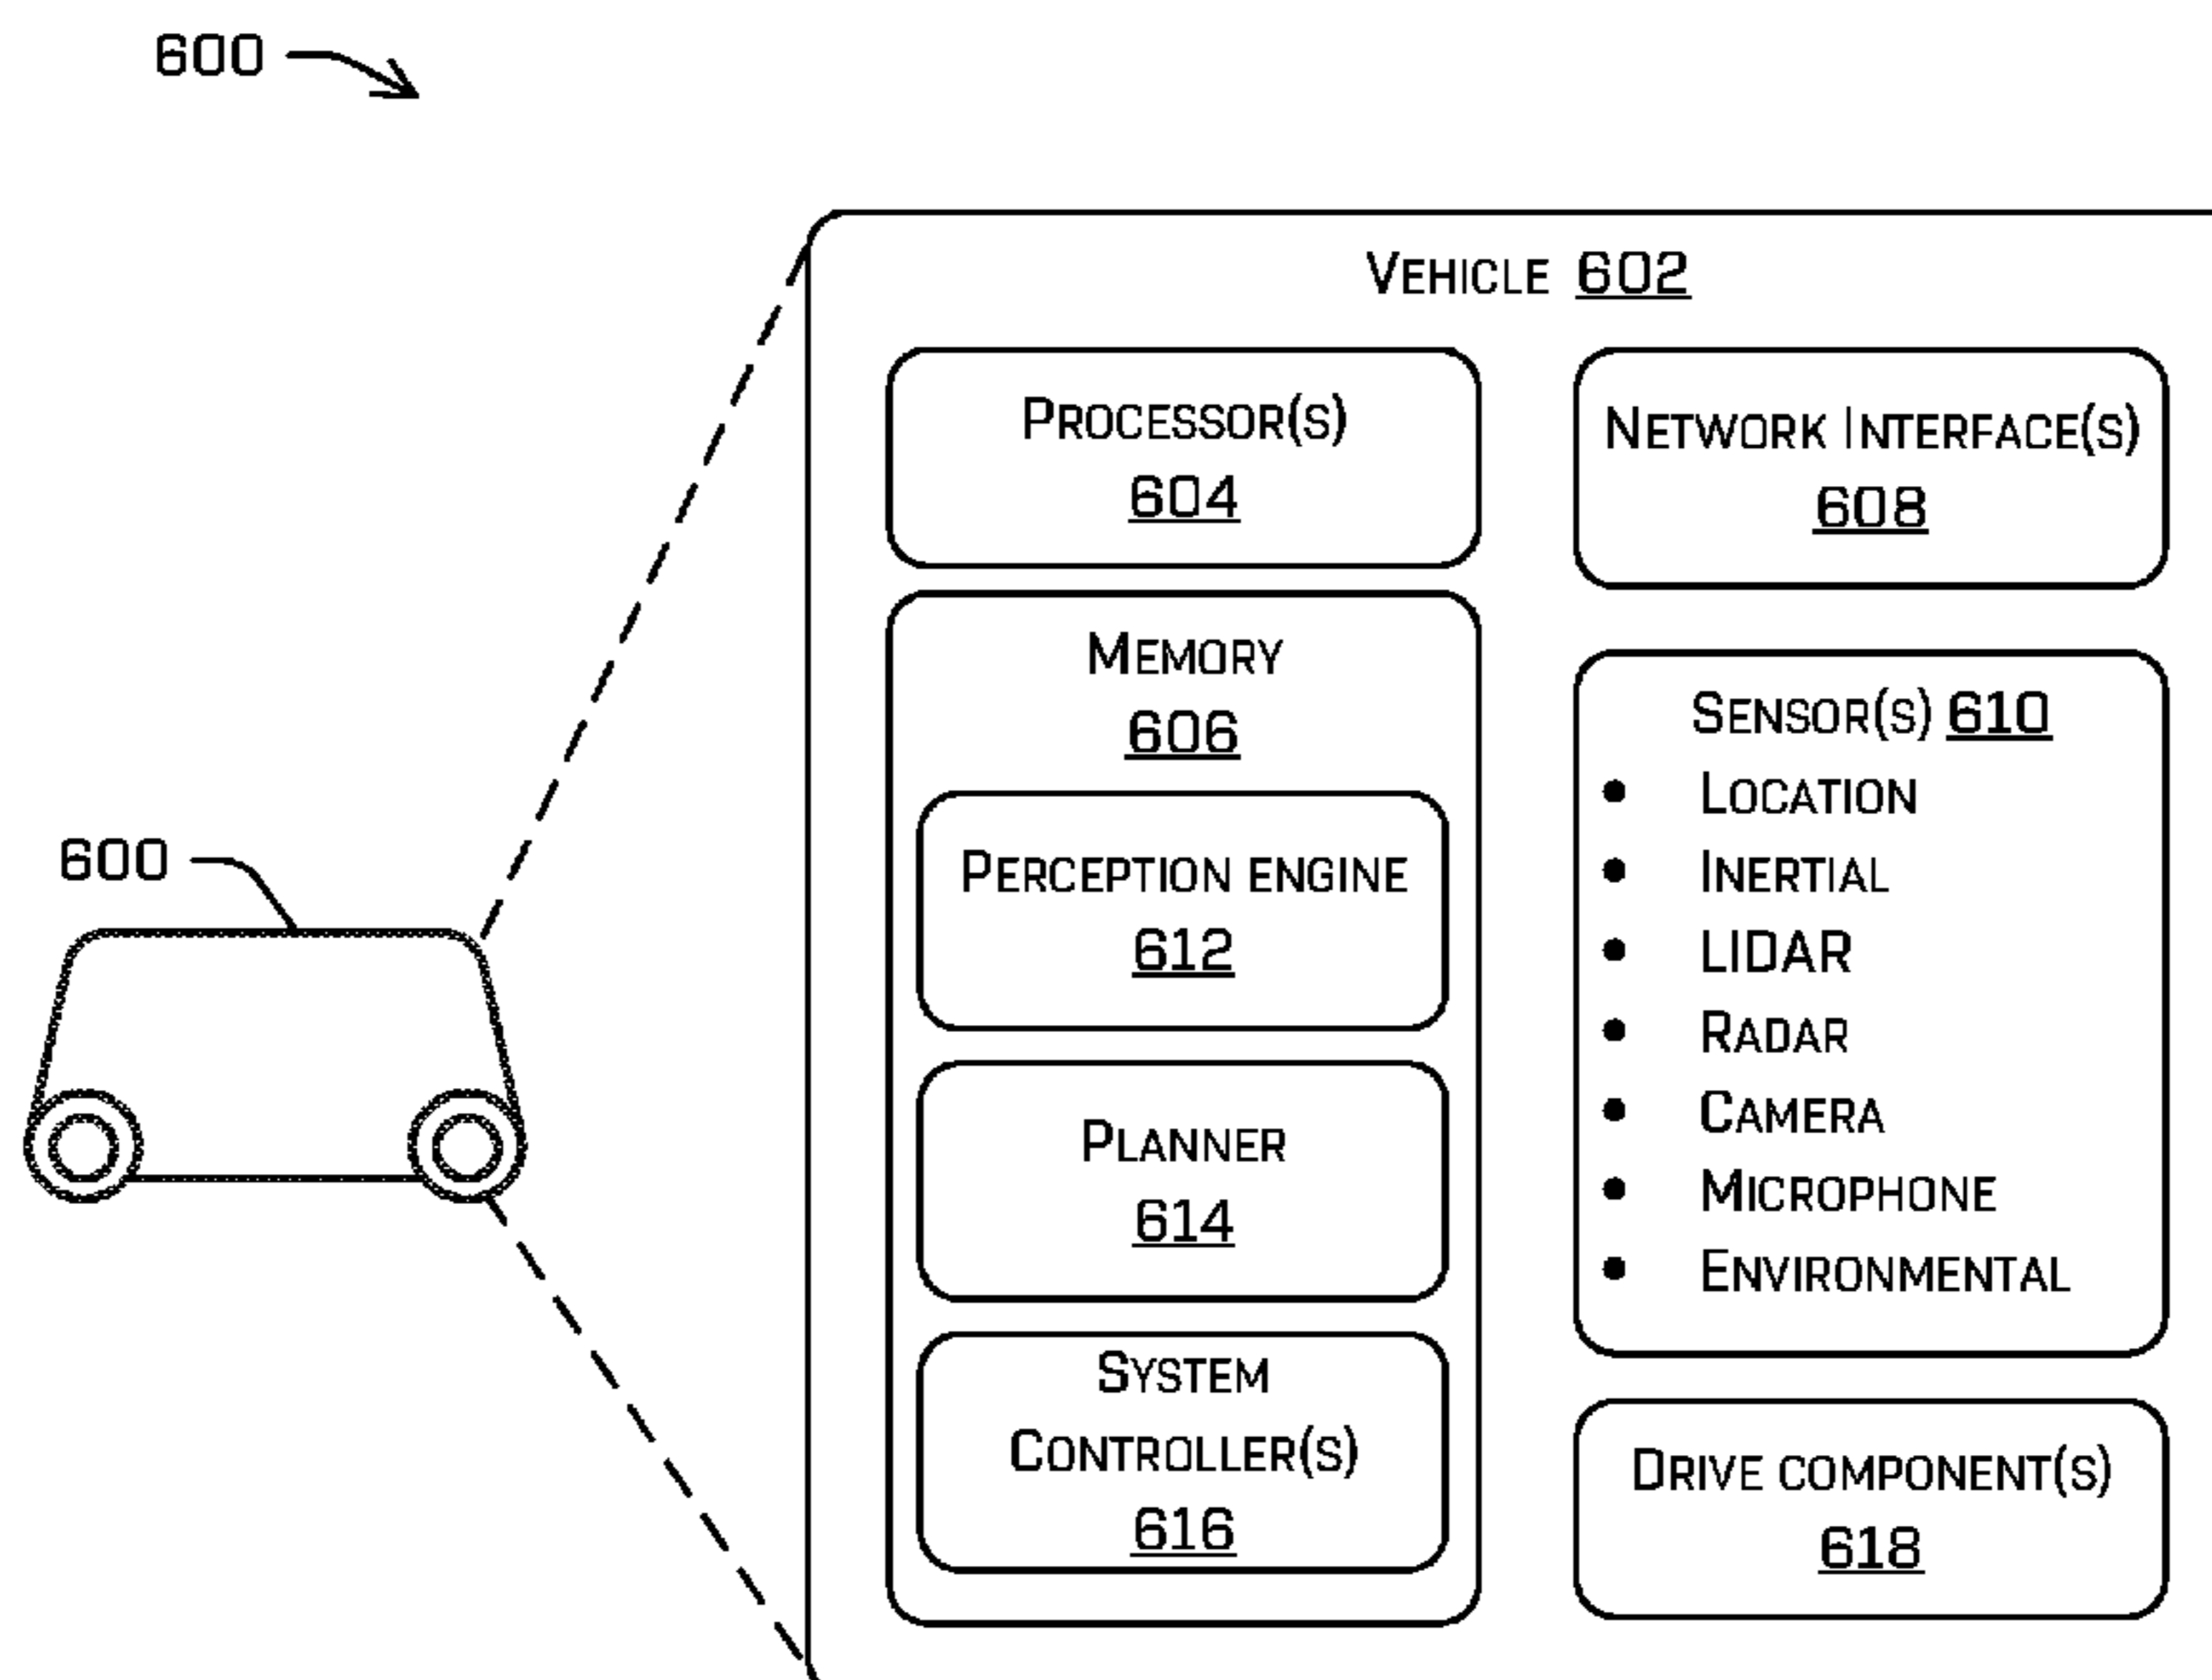 600
VEHICLE 602
PROCESSOR(S)
604
MEMORY
606
PERCEPTION ENGINE
612
PLANNER
614
SYSTEM
CONTROLLER(S)
616
NETWORK INTERFACE(S)
608
SENSOR(S) 610
• LOCATION
• INERTIAL
• LIDAR
• RADAR
• CAMERA
• MICROPHONE
• ENVIRONMENTAL
DRIVE COMPONENT(S)
618
600